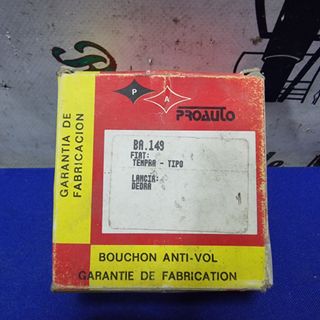 P A
PROAUTO
GARANTIA DE
FABRICACION
BA.149
FIAT:
TEMPRA - TIPO
LANCIA:
DEDRA
BOUCHON ANTI-VOL
GARANTIE DE FABRICATION